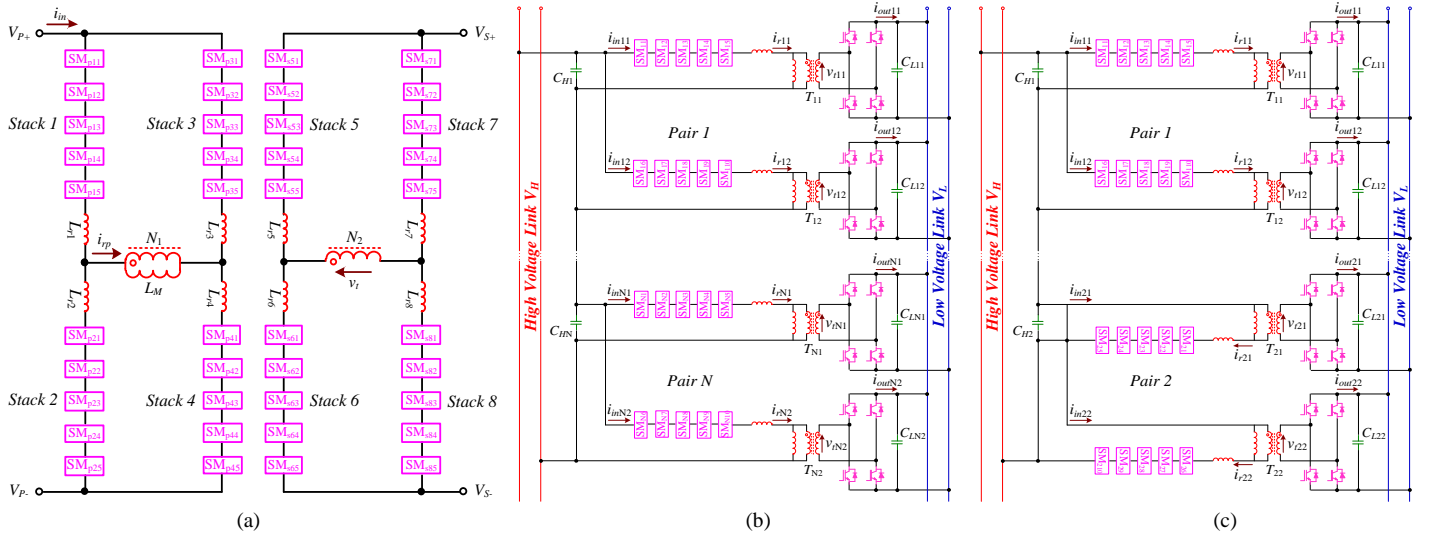 i_in
V_P+
V_S+
SM_p11
SM_p31
SM_s51
SM_s71
SM_p12
SM_p32
SM_s52
SM_s72
Stack 1
SM_p13
Stack 3
SM_p33
SM_s53
Stack 5
SM_s73
Stack 7
SM_p14
SM_p34
SM_s54
SM_s74
SM_p15
SM_p35
SM_s55
SM_s75
L_r1
L_r3
L_r5
L_r7
i_rp
N_1
N_2
L_M
v_t
L_r2
L_r4
L_r6
L_r8
SM_p21
SM_p41
SM_s61
SM_s81
SM_p22
SM_p42
SM_s62
SM_s82
Stack 2
SM_p23
Stack 4
SM_p43
SM_s63
Stack 6
SM_s83
Stack 8
SM_p24
SM_p44
SM_s64
SM_s84
SM_p25
SM_p45
SM_s65
SM_s85
V_P-
V_S-
(a)
High Voltage Link V_H
i_in11
i_r11
i_out11
C_H1
v_t11
T_11
C_L11
Pair 1
i_in12
i_r12
i_out12
v_t12
T_12
C_L12
i_inN1
i_rN1
i_outN1
C_HN
v_tN1
T_N1
C_LN1
Pair N
i_inN2
i_rN2
i_outN2
v_tN2
T_N2
C_LN2
Low Voltage Link V_L
(b)
High Voltage Link V_H
i_in11
i_r11
i_out11
C_H1
v_t11
T_11
C_L11
Pair 1
i_in12
i_r12
i_out12
v_t12
T_12
C_L12
i_in21
i_out21
C_H2
v_t21
i_r21
T_21
C_L21
Pair 2
i_in22
i_out22
v_t22
i_r22
T_22
C_L22
Low Voltage Link V_L
(c)